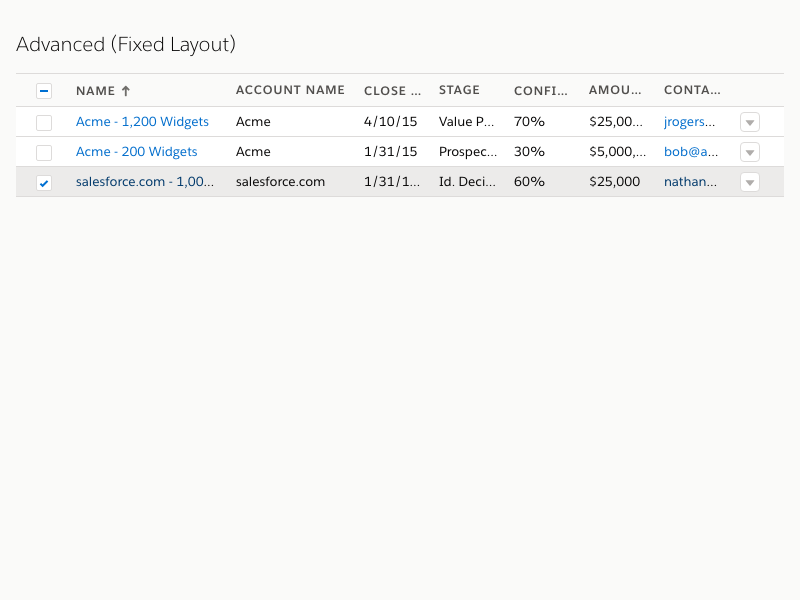 Advanced (Fixed Layout)
NAME ↑ ACCOUNT NAME CLOSE ... STAGE CONFI... AMOU... CONTA...
Acme - 1,200 Widgets Acme 4/10/15 Value P... 70% $25,00... jrogers...
Acme - 200 Widgets Acme 1/31/15 Prospec... 30% $5,000,... bob@a...
salesforce.com - 1,00... salesforce.com 1/31/1... Id. Deci... 60% $25,000 nathan...